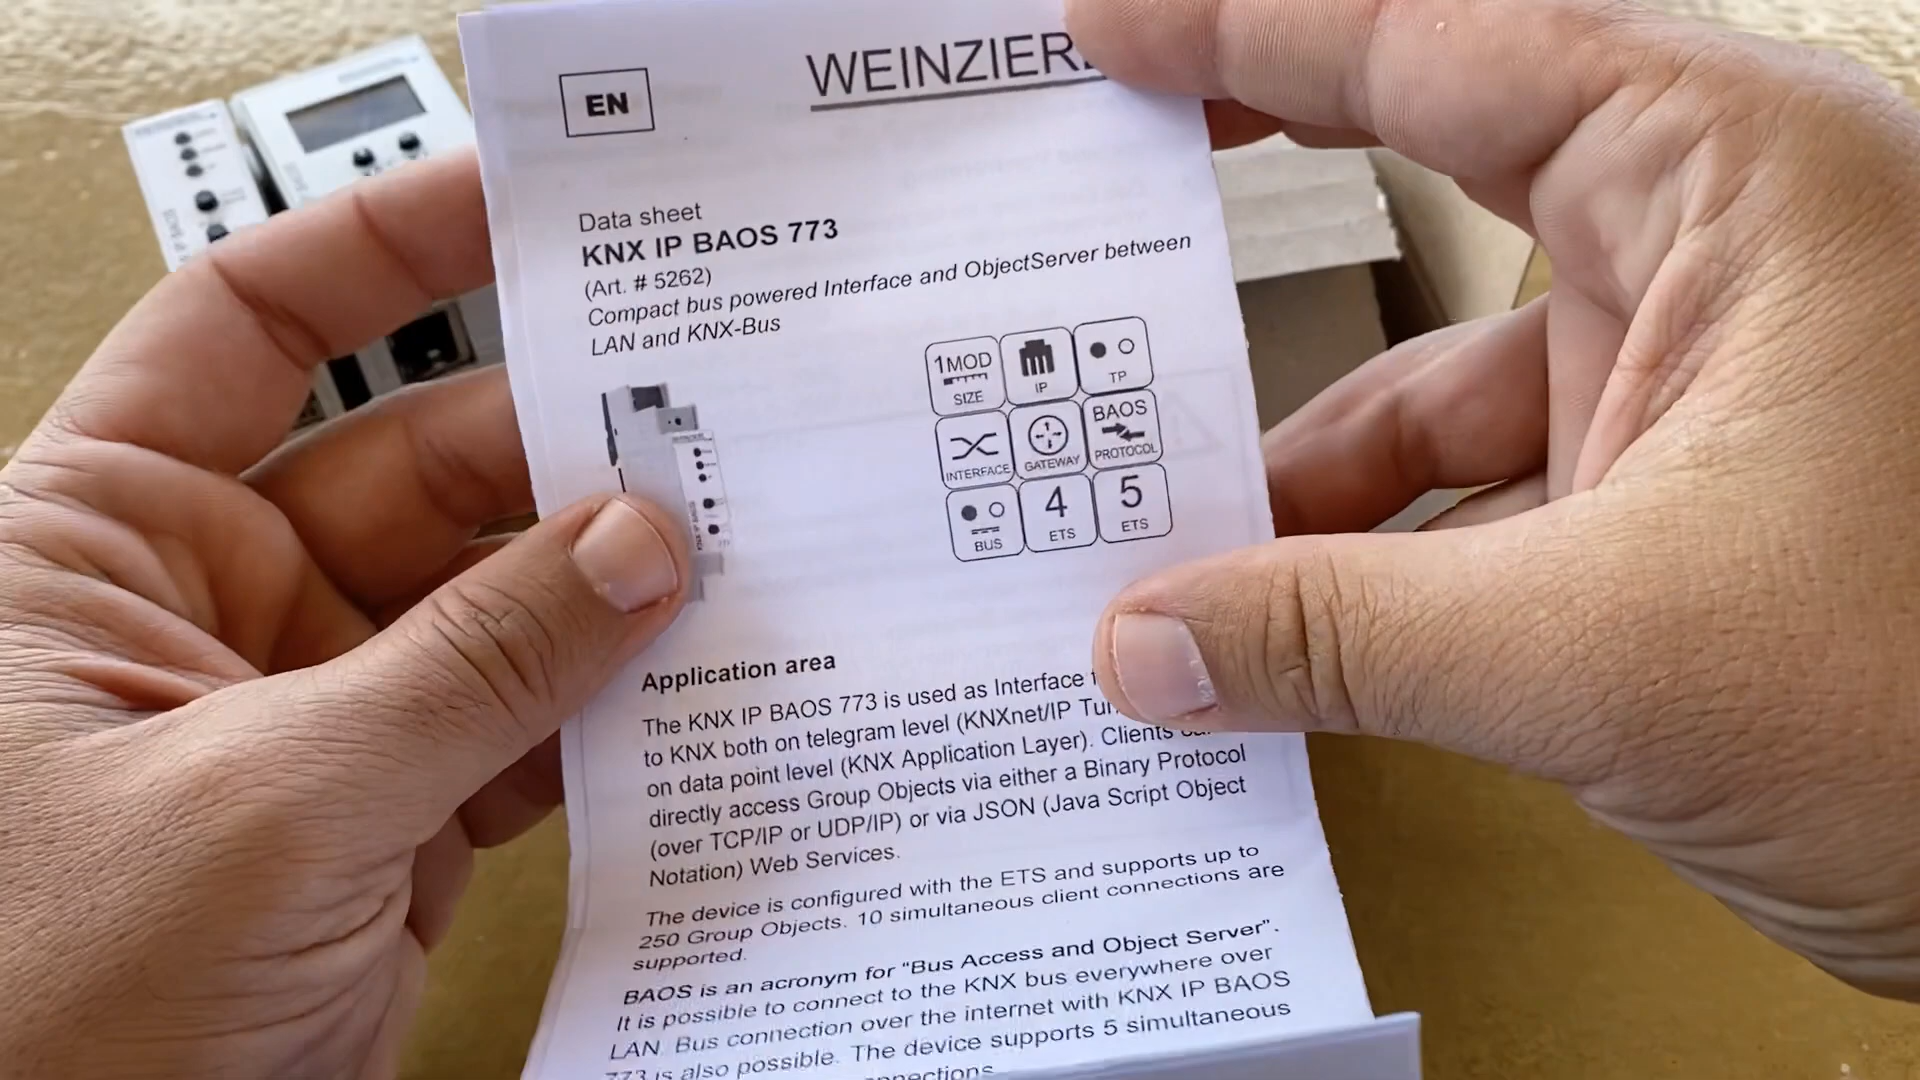 EN
WEINZIERL
Data sheet
KNX IP BAOS 773
(Art. # 5262)
Compact bus powered Interface and ObjectServer between
LAN and KNX-Bus
1MOD
SIZE
IP
TP
INTERFACE
GATEWAY
BAOS
PROTOCOL
BUS
4
ETS
5
ETS
Application area
The KNX IP BAOS 773 is used as Interface
to KNX both on telegram level (KNXnet/IP
on data point level (KNX Application Layer). Clients
directly access Group Objects via either a Binary Protocol
(over TCP/IP or UDP/IP) or via JSON (Java Script Object
Notation) Web Services.
The device is configured with the ETS and supports up to
250 Group Objects. 10 simultaneous client connections are
supported.
BAOS is an acronym for “Bus Access and Object Server”.
It is possible to connect to the KNX bus everywhere over
LAN. Bus connection over the internet with KNX IP BAOS
773 is also possible. The device supports 5 simultaneous